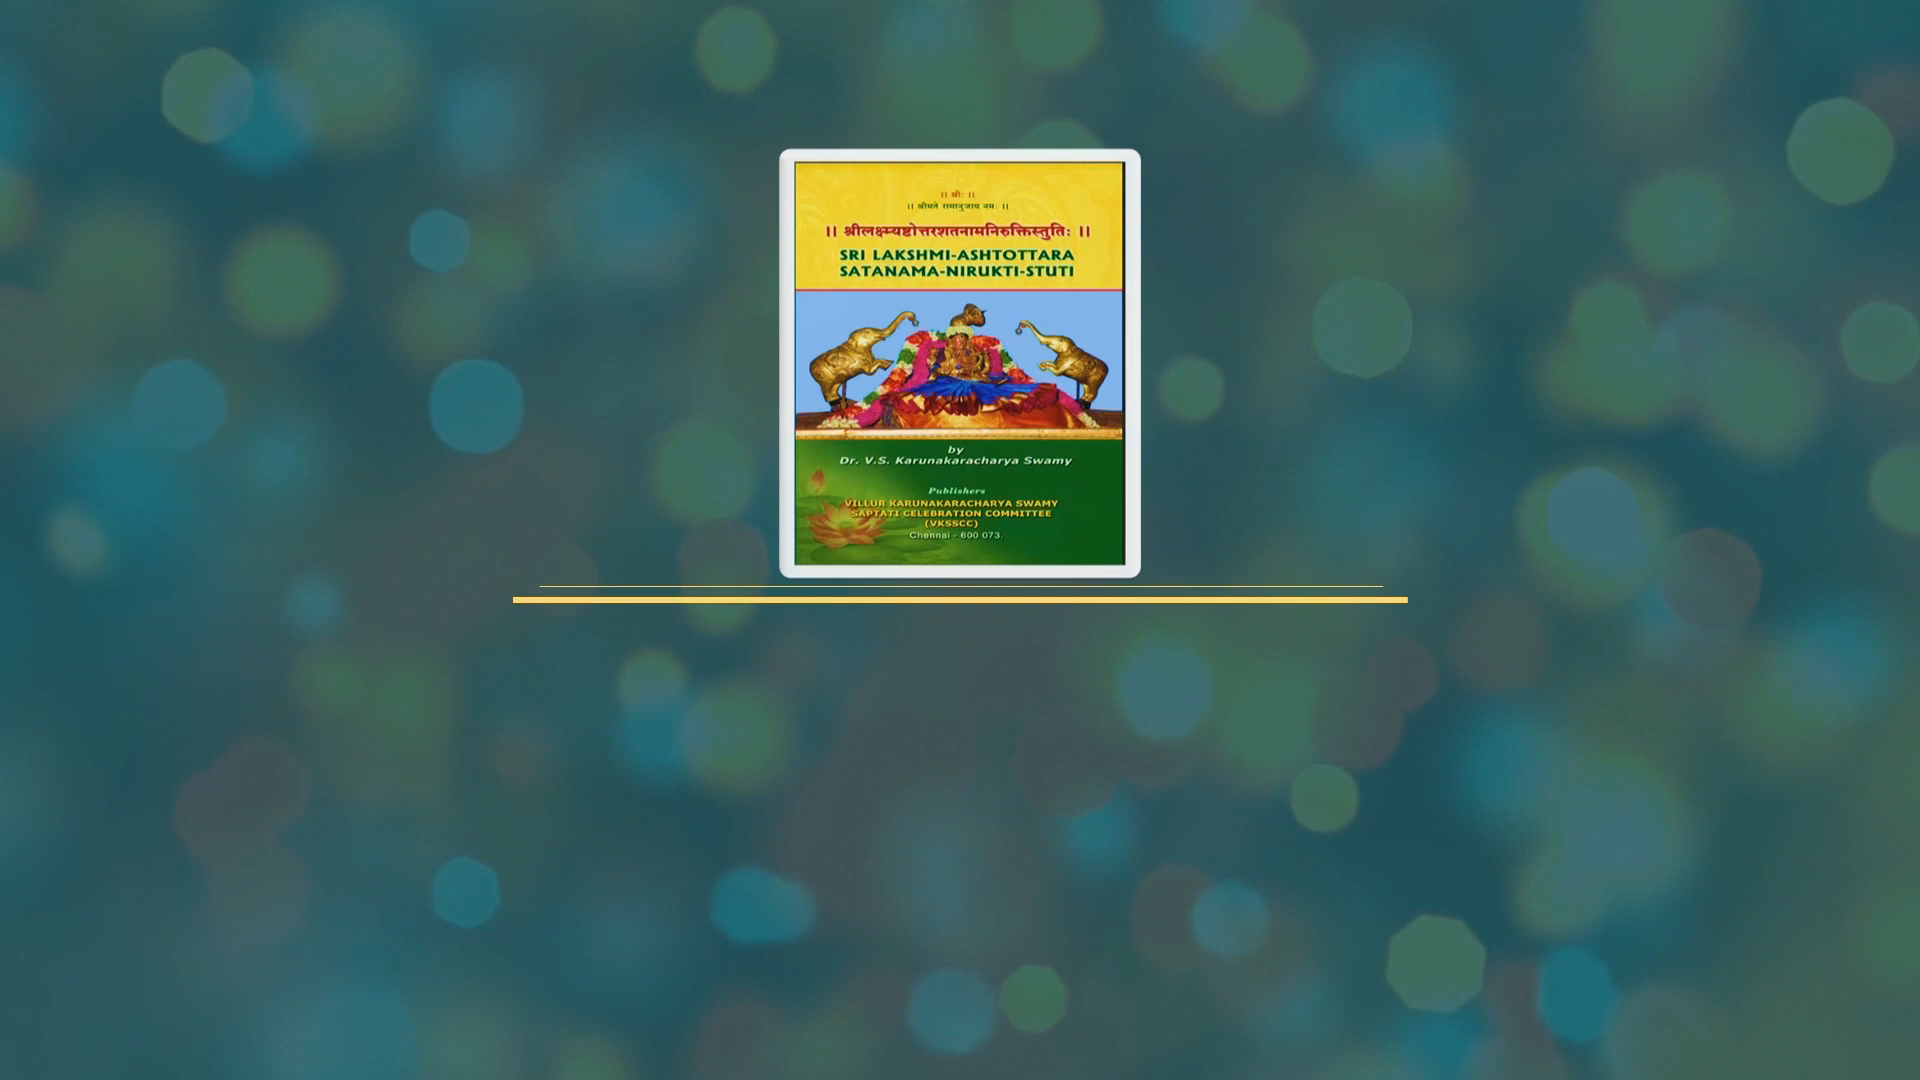 ।। श्रीः ।।
।। श्रीमते रामानुजाय नमः ।।
।। श्रीलक्ष्म्यष्टोत्तरशतनामनिरुक्तिस्तुतिः ।।
SRI LAKSHMI-ASHTOTTARA
SATANAMA-NIRUKTI-STUTI
by
Dr. V.S. Karunakaracharya Swamy
Publishers
VILLUR KARUNAKARACHARYA SWAMY
SAPTATI CELEBRATION COMMITTEE
(VKSSCC)
Chennai - 600 073.